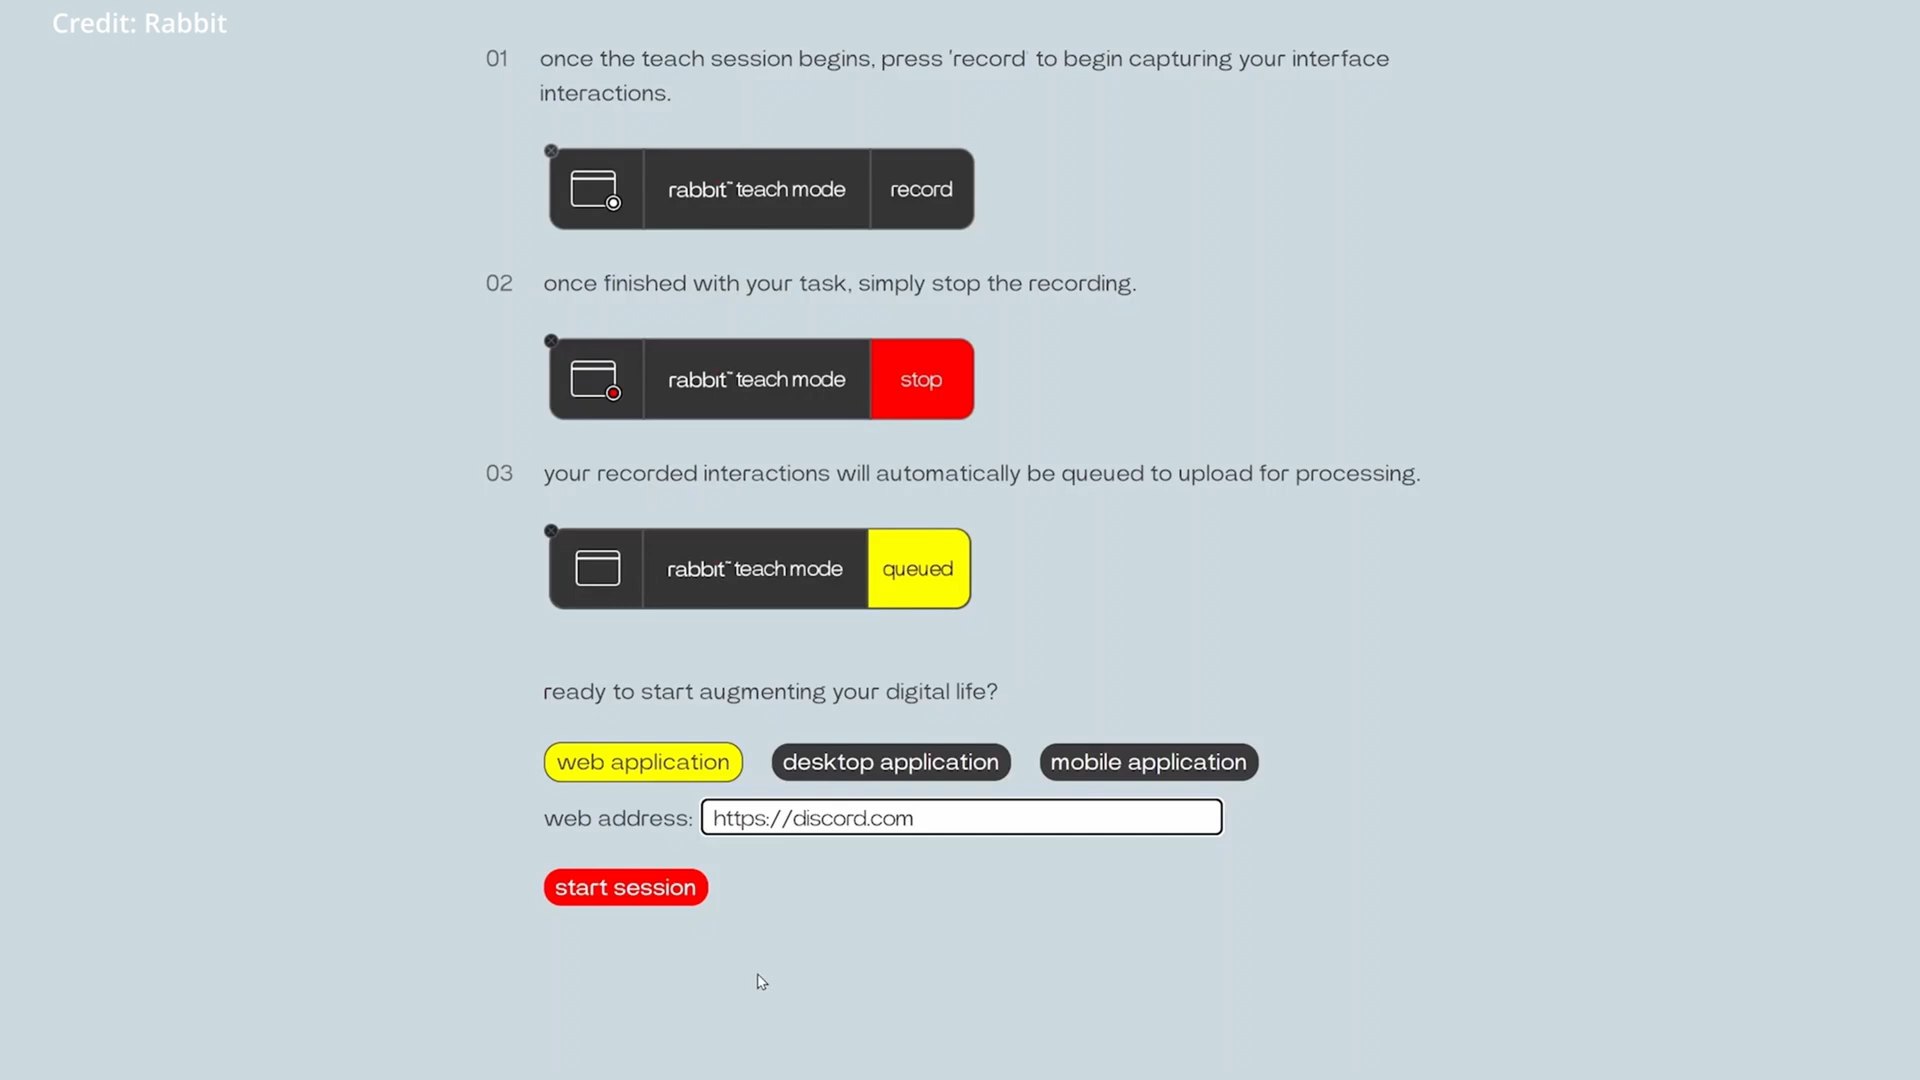 Credit: Rabbit
01 once the teach session begins, press 'record' to begin capturing your interface
interactions.
rabbit™ teach mode record
02 once finished with your task, simply stop the recording.
rabbit™ teach mode stop
03 your recorded interactions will automatically be queued to upload for processing.
rabbit™ teach mode queued
ready to start augmenting your digital life?
web application desktop application mobile application
web address: https://discord.com
start session